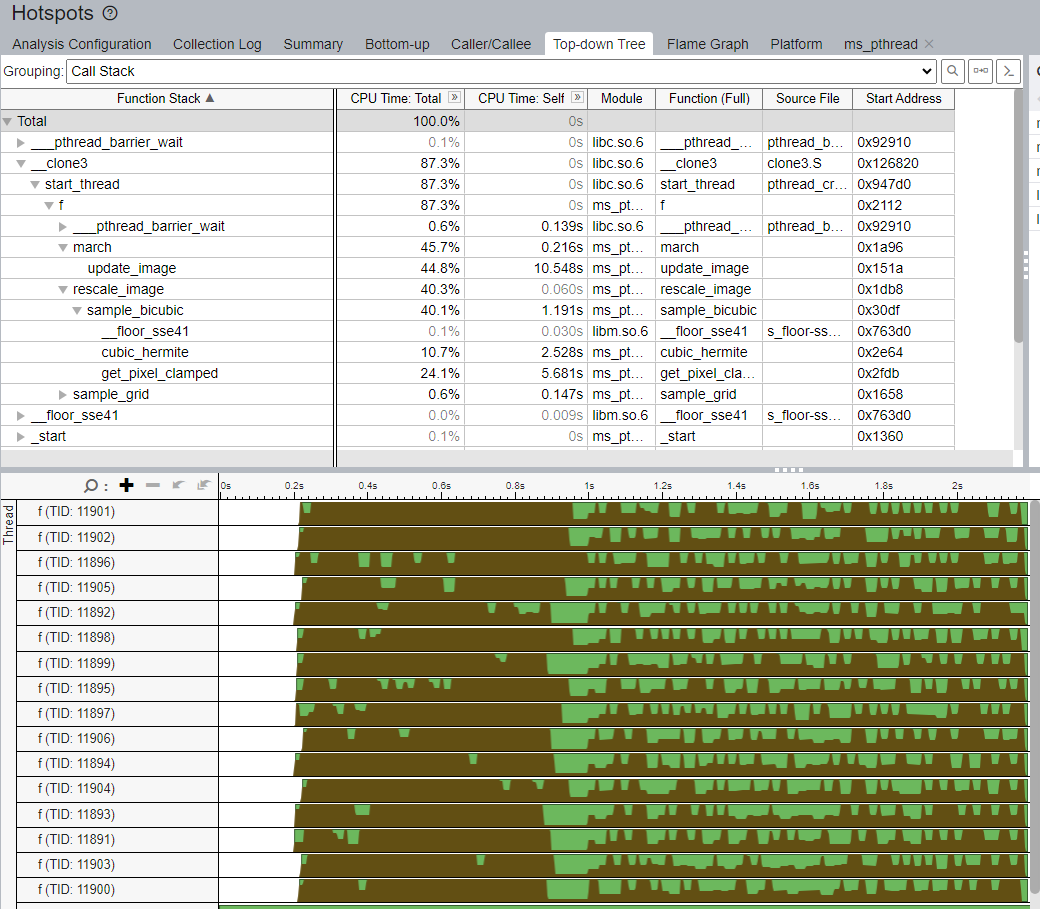 Hotspots ?
Analysis Configuration Collection Log Summary Bottom-up Caller/Callee Top-down Tree Flame Graph Platform ms_pthread ×
Grouping: Call Stack
Function Stack ▲ CPU Time: Total » CPU Time: Self » Module Function (Full) Source File Start Address
Total 100.0% 0s
___pthread_barrier_wait 0.1% 0s libc.so.6 ___pthread_... pthread_b... 0x92910
__clone3 87.3% 0s libc.so.6 __clone3 clone3.S 0x126820
start_thread 87.3% 0s libc.so.6 start_thread pthread_cr... 0x947d0
f 87.3% 0s ms_pt... f 0x2112
___pthread_barrier_wait 0.6% 0.139s libc.so.6 ___pthread_... pthread_b... 0x92910
march 45.7% 0.216s ms_pt... march 0x1a96
update_image 44.8% 10.548s ms_pt... update_image 0x151a
rescale_image 40.3% 0.060s ms_pt... rescale_image 0x1db8
sample_bicubic 40.1% 1.191s ms_pt... sample_bicubic 0x30df
__floor_sse41 0.1% 0.030s libm.so.6 __floor_sse41 s_floor-ss... 0x763d0
cubic_hermite 10.7% 2.528s ms_pt... cubic_hermite 0x2e64
get_pixel_clamped 24.1% 5.681s ms_pt... get_pixel_cla... 0x2fdb
sample_grid 0.6% 0.147s ms_pt... sample_grid 0x1658
__floor_sse41 0.0% 0.009s libm.so.6 __floor_sse41 s_floor-ss... 0x763d0
_start 0.1% 0s ms_pt... _start 0x1360
0s 0.2s 0.4s 0.6s 0.8s 1s 1.2s 1.4s 1.6s 1.8s 2s
Thread
f (TID: 11901)
f (TID: 11902)
f (TID: 11896)
f (TID: 11905)
f (TID: 11892)
f (TID: 11898)
f (TID: 11899)
f (TID: 11895)
f (TID: 11897)
f (TID: 11906)
f (TID: 11894)
f (TID: 11904)
f (TID: 11893)
f (TID: 11891)
f (TID: 11903)
f (TID: 11900)